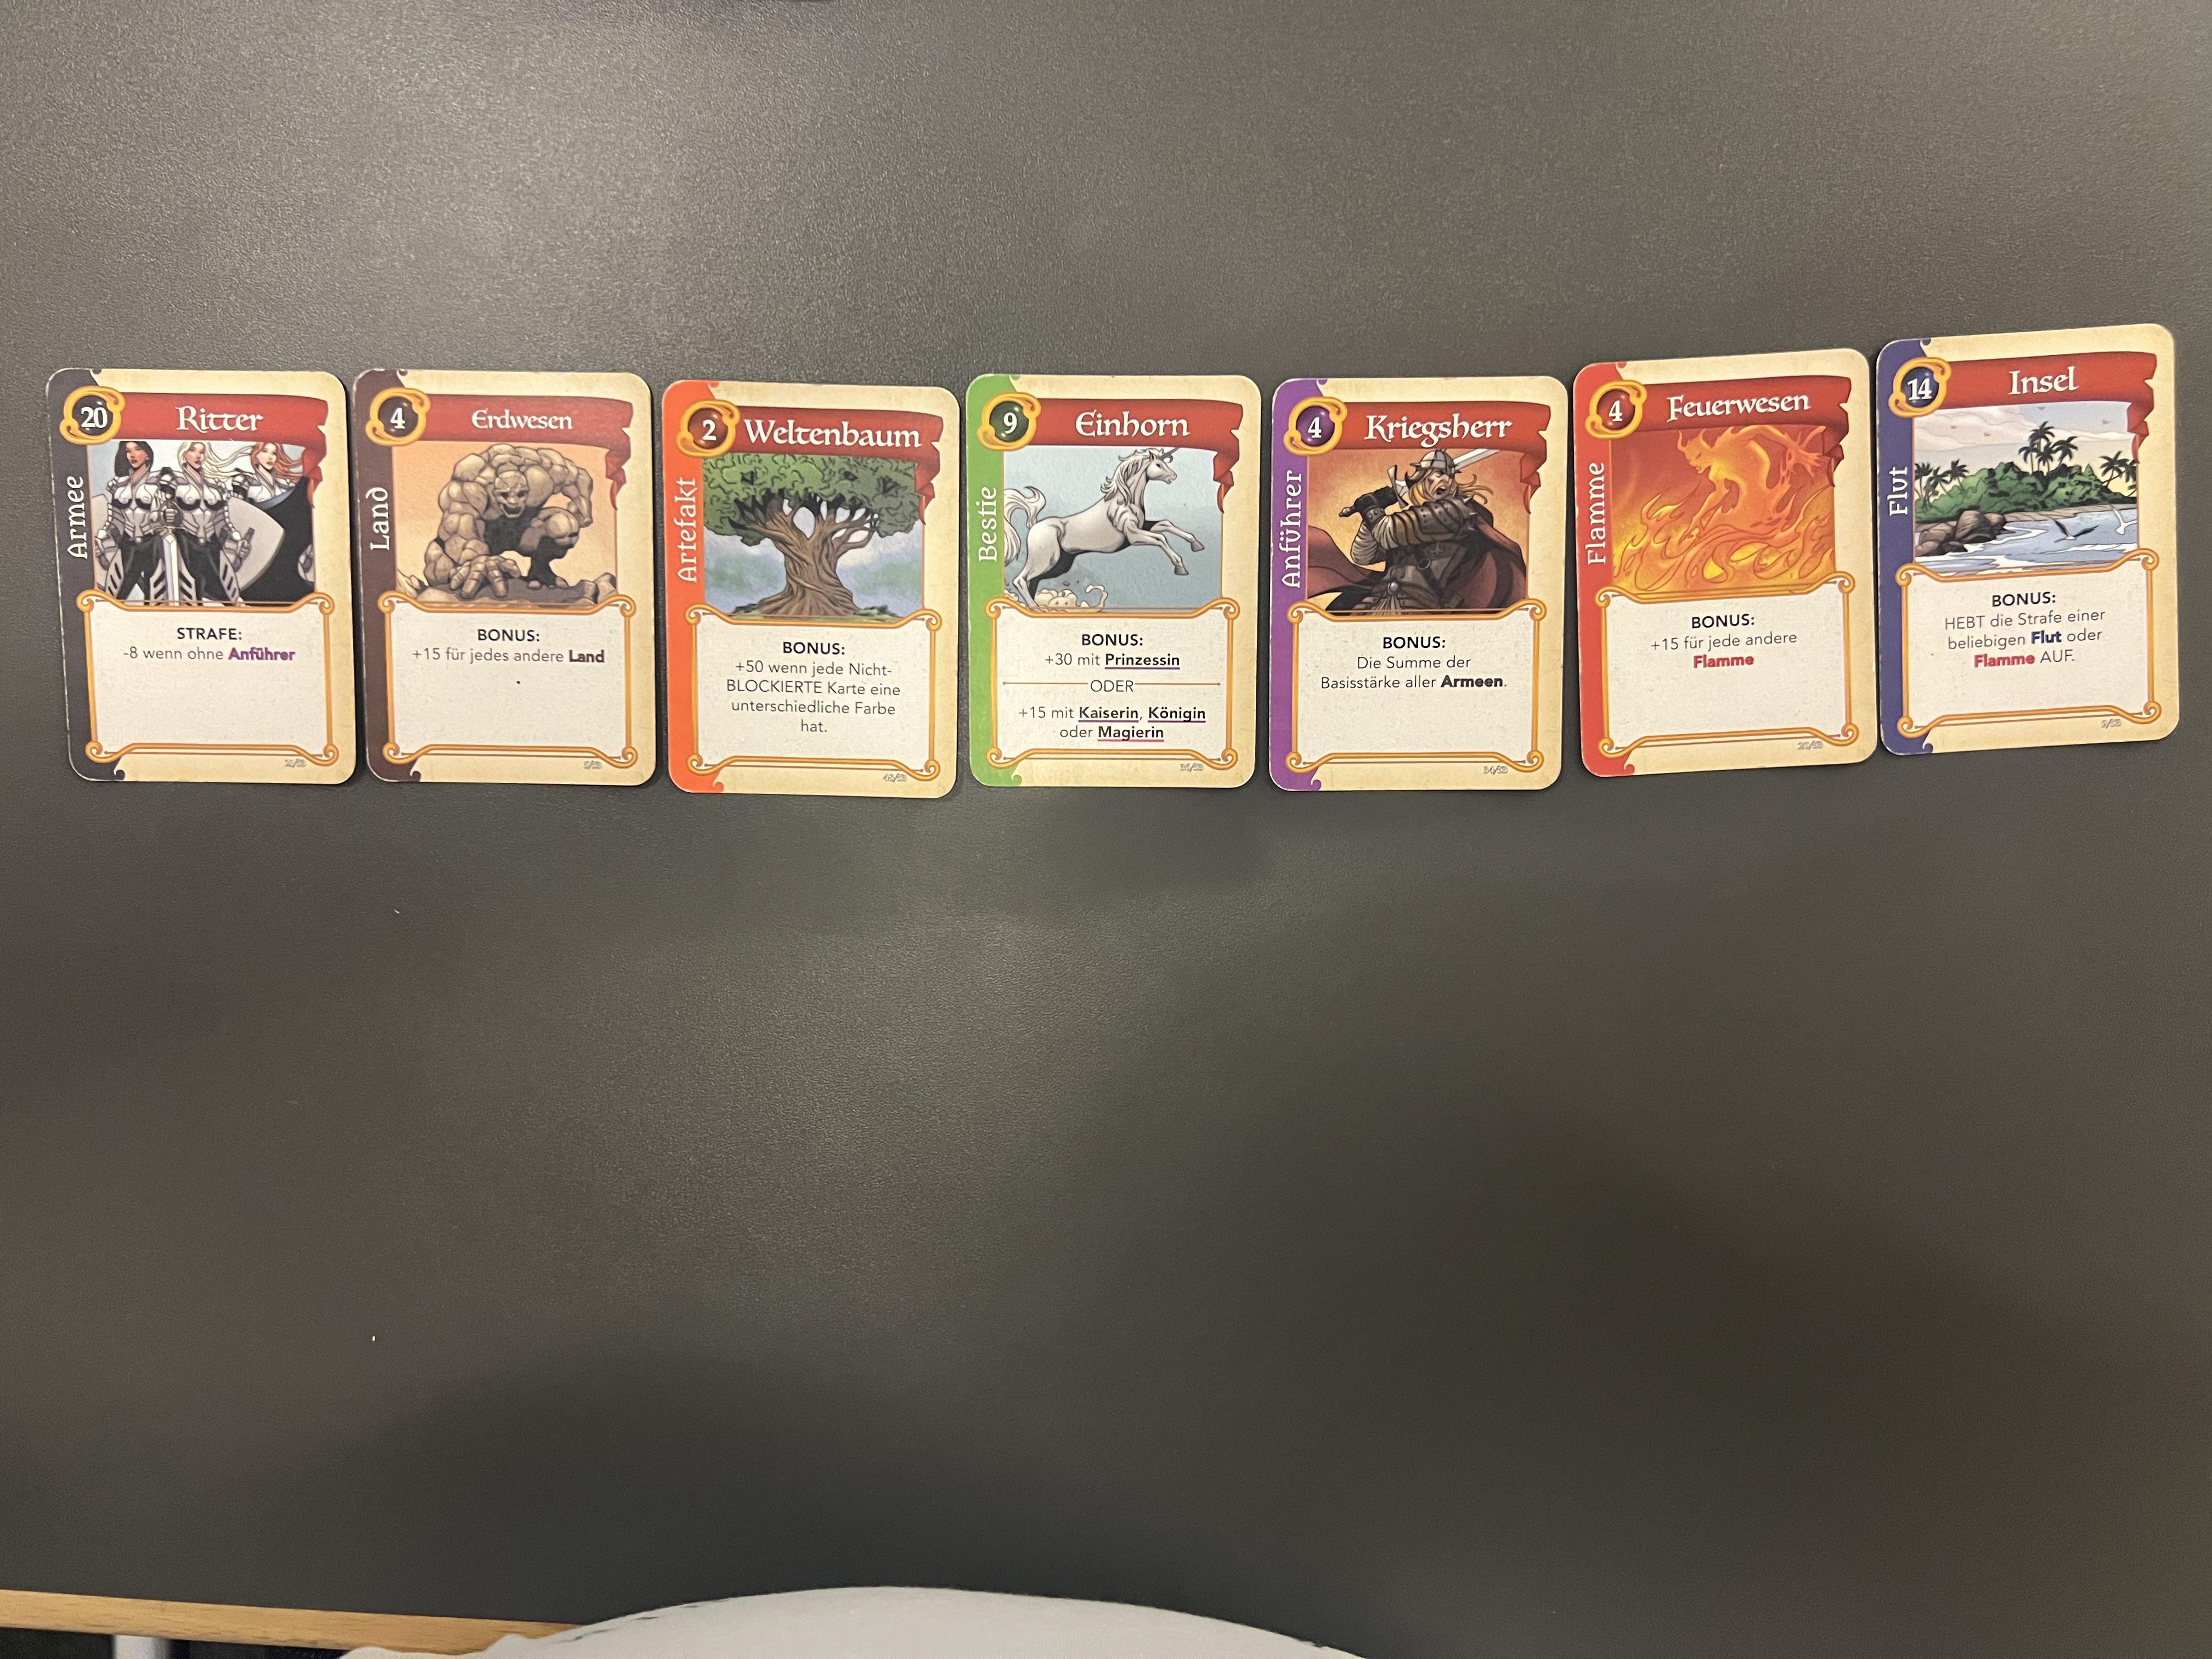 Armee
20
Ritter
STRAFE:
-8 wenn ohne Anführer
Land
4
Erdwesen
BONUS:
+15 für jedes andere Land
Artefakt
2
Weltenbaum
BONUS:
+50 wenn jede Nicht-
BLOCKIERTE Karte eine
unterschiedliche Farbe
hat.
Bestie
9
Einhorn
BONUS:
+30 mit Prinzessin
ODER
+15 mit Kaiserin, Königin
oder Magierin
Anführer
4
Kriegsherr
BONUS:
Die Summe der
Basisstärke aller Armeen.
Flamme
4
Feuerwesen
BONUS:
+15 für jede andere
Flamme
Flut
14
Insel
BONUS:
HEBT die Strafe einer
beliebigen Flut oder
Flamme AUF.